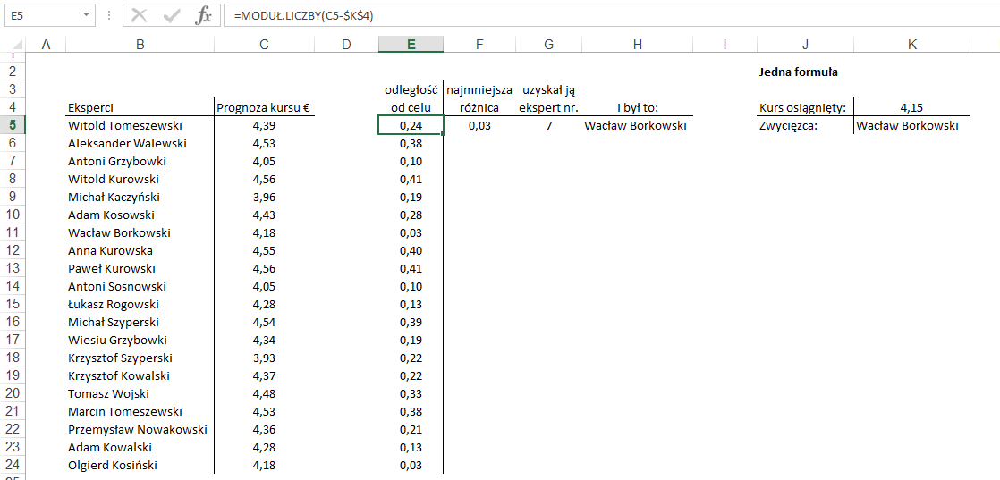 E5 =MODUŁ.LICZBY(C5-$K$4)
A B C D E F G H I J K
2 Jedna formuła
3 odległość najmniejsza uzyskał ją
4 Eksperci Prognoza kursu € od celu różnica ekspert nr. i był to: Kurs osiągnięty: 4,15
5 Witold Tomeszewski 4,39 0,24 0,03 7 Wacław Borkowski Zwycięzca: Wacław Borkowski
6 Aleksander Walewski 4,53 0,38
7 Antoni Grzybowki 4,05 0,10
8 Witold Kurowski 4,56 0,41
9 Michał Kaczyński 3,96 0,19
10 Adam Kosowski 4,43 0,28
11 Wacław Borkowski 4,18 0,03
12 Anna Kurowska 4,55 0,40
13 Paweł Kurowski 4,56 0,41
14 Antoni Sosnowski 4,05 0,10
15 Łukasz Rogowski 4,28 0,13
16 Michał Szyperski 4,54 0,39
17 Wiesiu Grzybowki 4,34 0,19
18 Krzysztof Szyperski 3,93 0,22
19 Krzysztof Kowalski 4,37 0,22
20 Tomasz Wojski 4,48 0,33
21 Marcin Tomeszewski 4,53 0,38
22 Przemysław Nowakowski 4,36 0,21
23 Adam Kowalski 4,28 0,13
24 Olgierd Kosiński 4,18 0,03